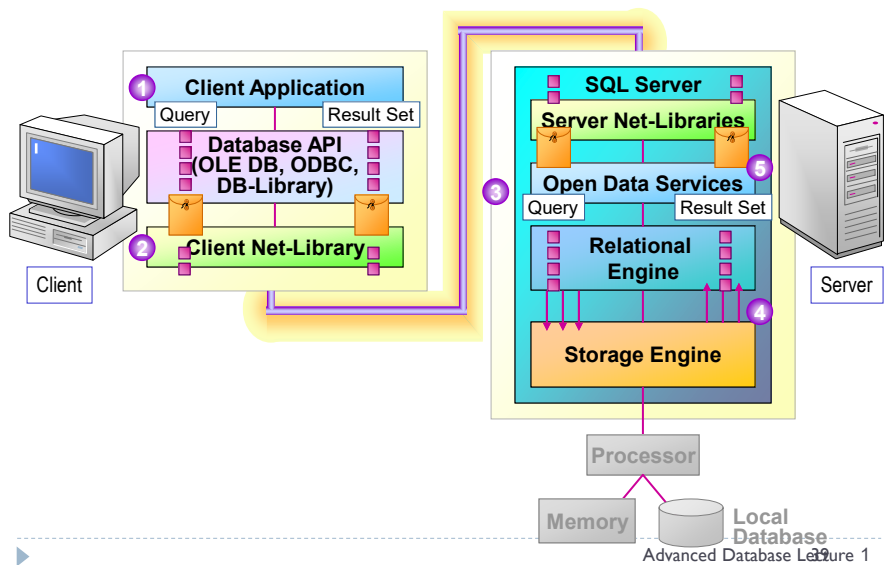 1
Client Application
Query
Result Set
Database API
(OLE DB, ODBC,
DB-Library)
2
Client Net-Library
Client
SQL Server
Server Net-Libraries
5
3
Open Data Services
Query
Result Set
Relational
Engine
4
Storage Engine
Server
Processor
Memory
Local
Database
Advanced Database Lecture 1
39